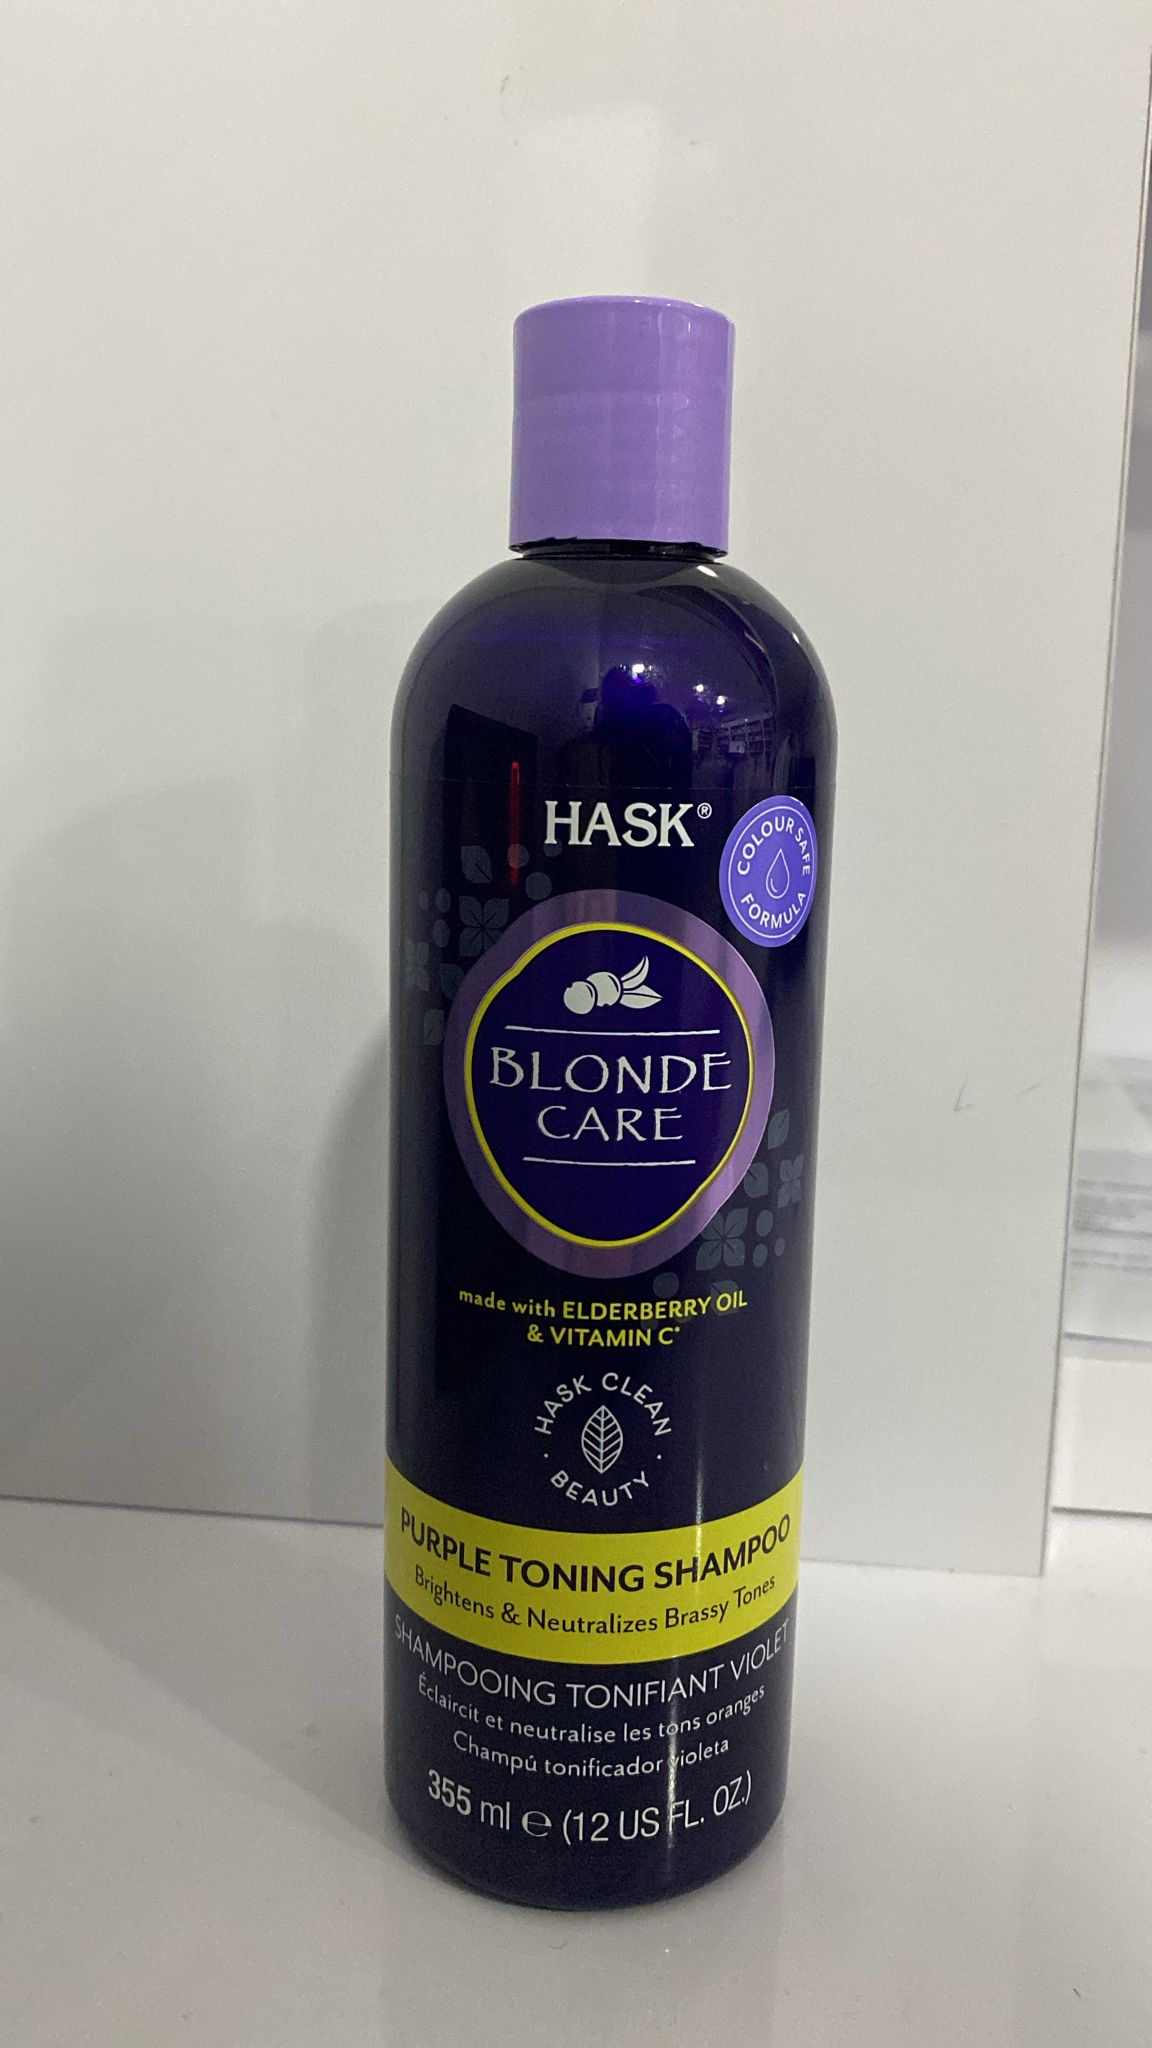 HASK®
COLOUR SAFE
FORMULA
BLONDE
CARE
made with ELDERBERRY OIL
& VITAMIN C*
HASK CLEAN
BEAUTY
PURPLE TONING SHAMPOO
Brightens & Neutralizes Brassy Tones
SHAMPOOING TONIFIANT VIOLET
Éclaircit et neutralise les tons oranges
Champú tonificador violeta
355 ml ℮ (12 US FL. OZ.)